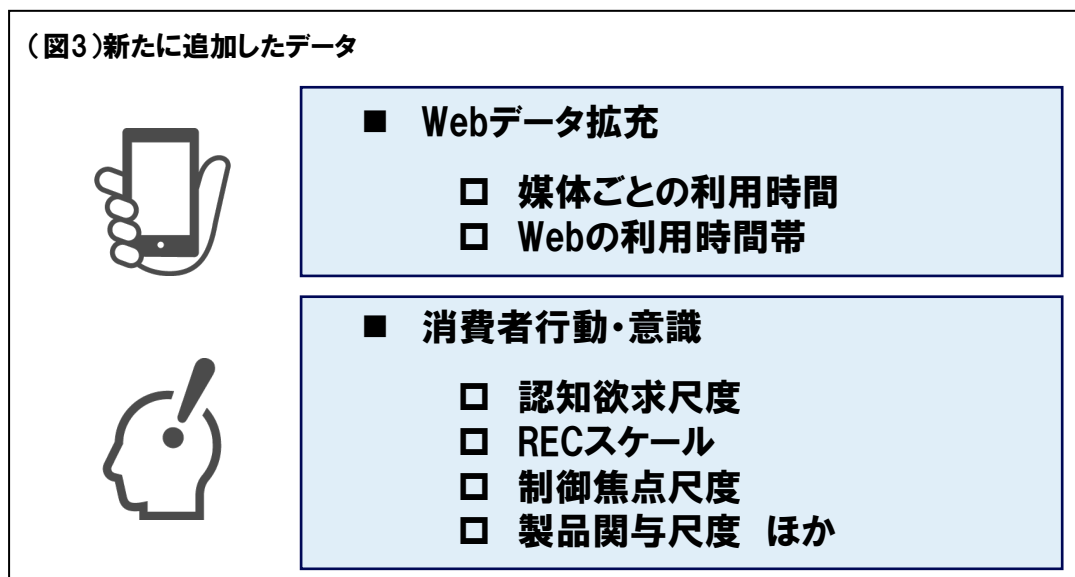 （図3）新たに追加したデータ
■ Webデータ拡充
□ 媒体ごとの利用時間
□ Webの利用時間帯
■ 消費者行動・意識
□ 認知欲求尺度
□ RECスケール
□ 制御焦点尺度
□ 製品関与尺度　ほか